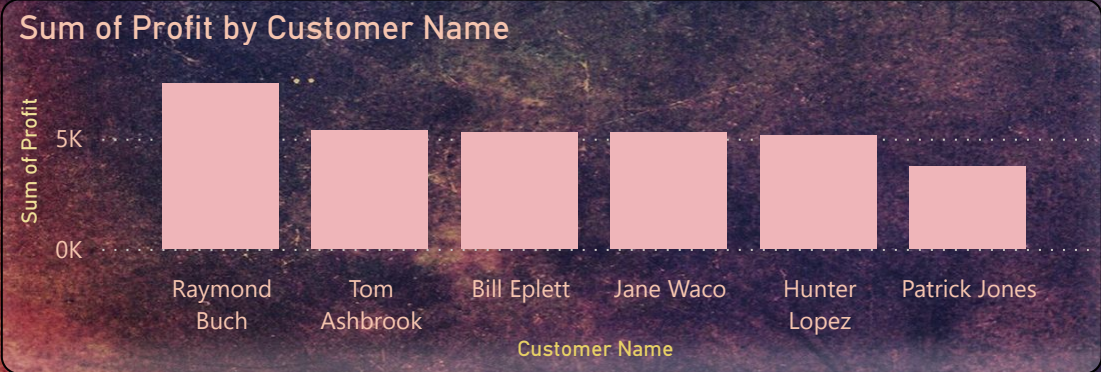 Sum of Profit by Customer Name
Sum of Profit
5K
0K
Raymond
Buch
Tom
Ashbrook
Bill Eplett
Jane Waco
Hunter
Lopez
Patrick Jones
Customer Name